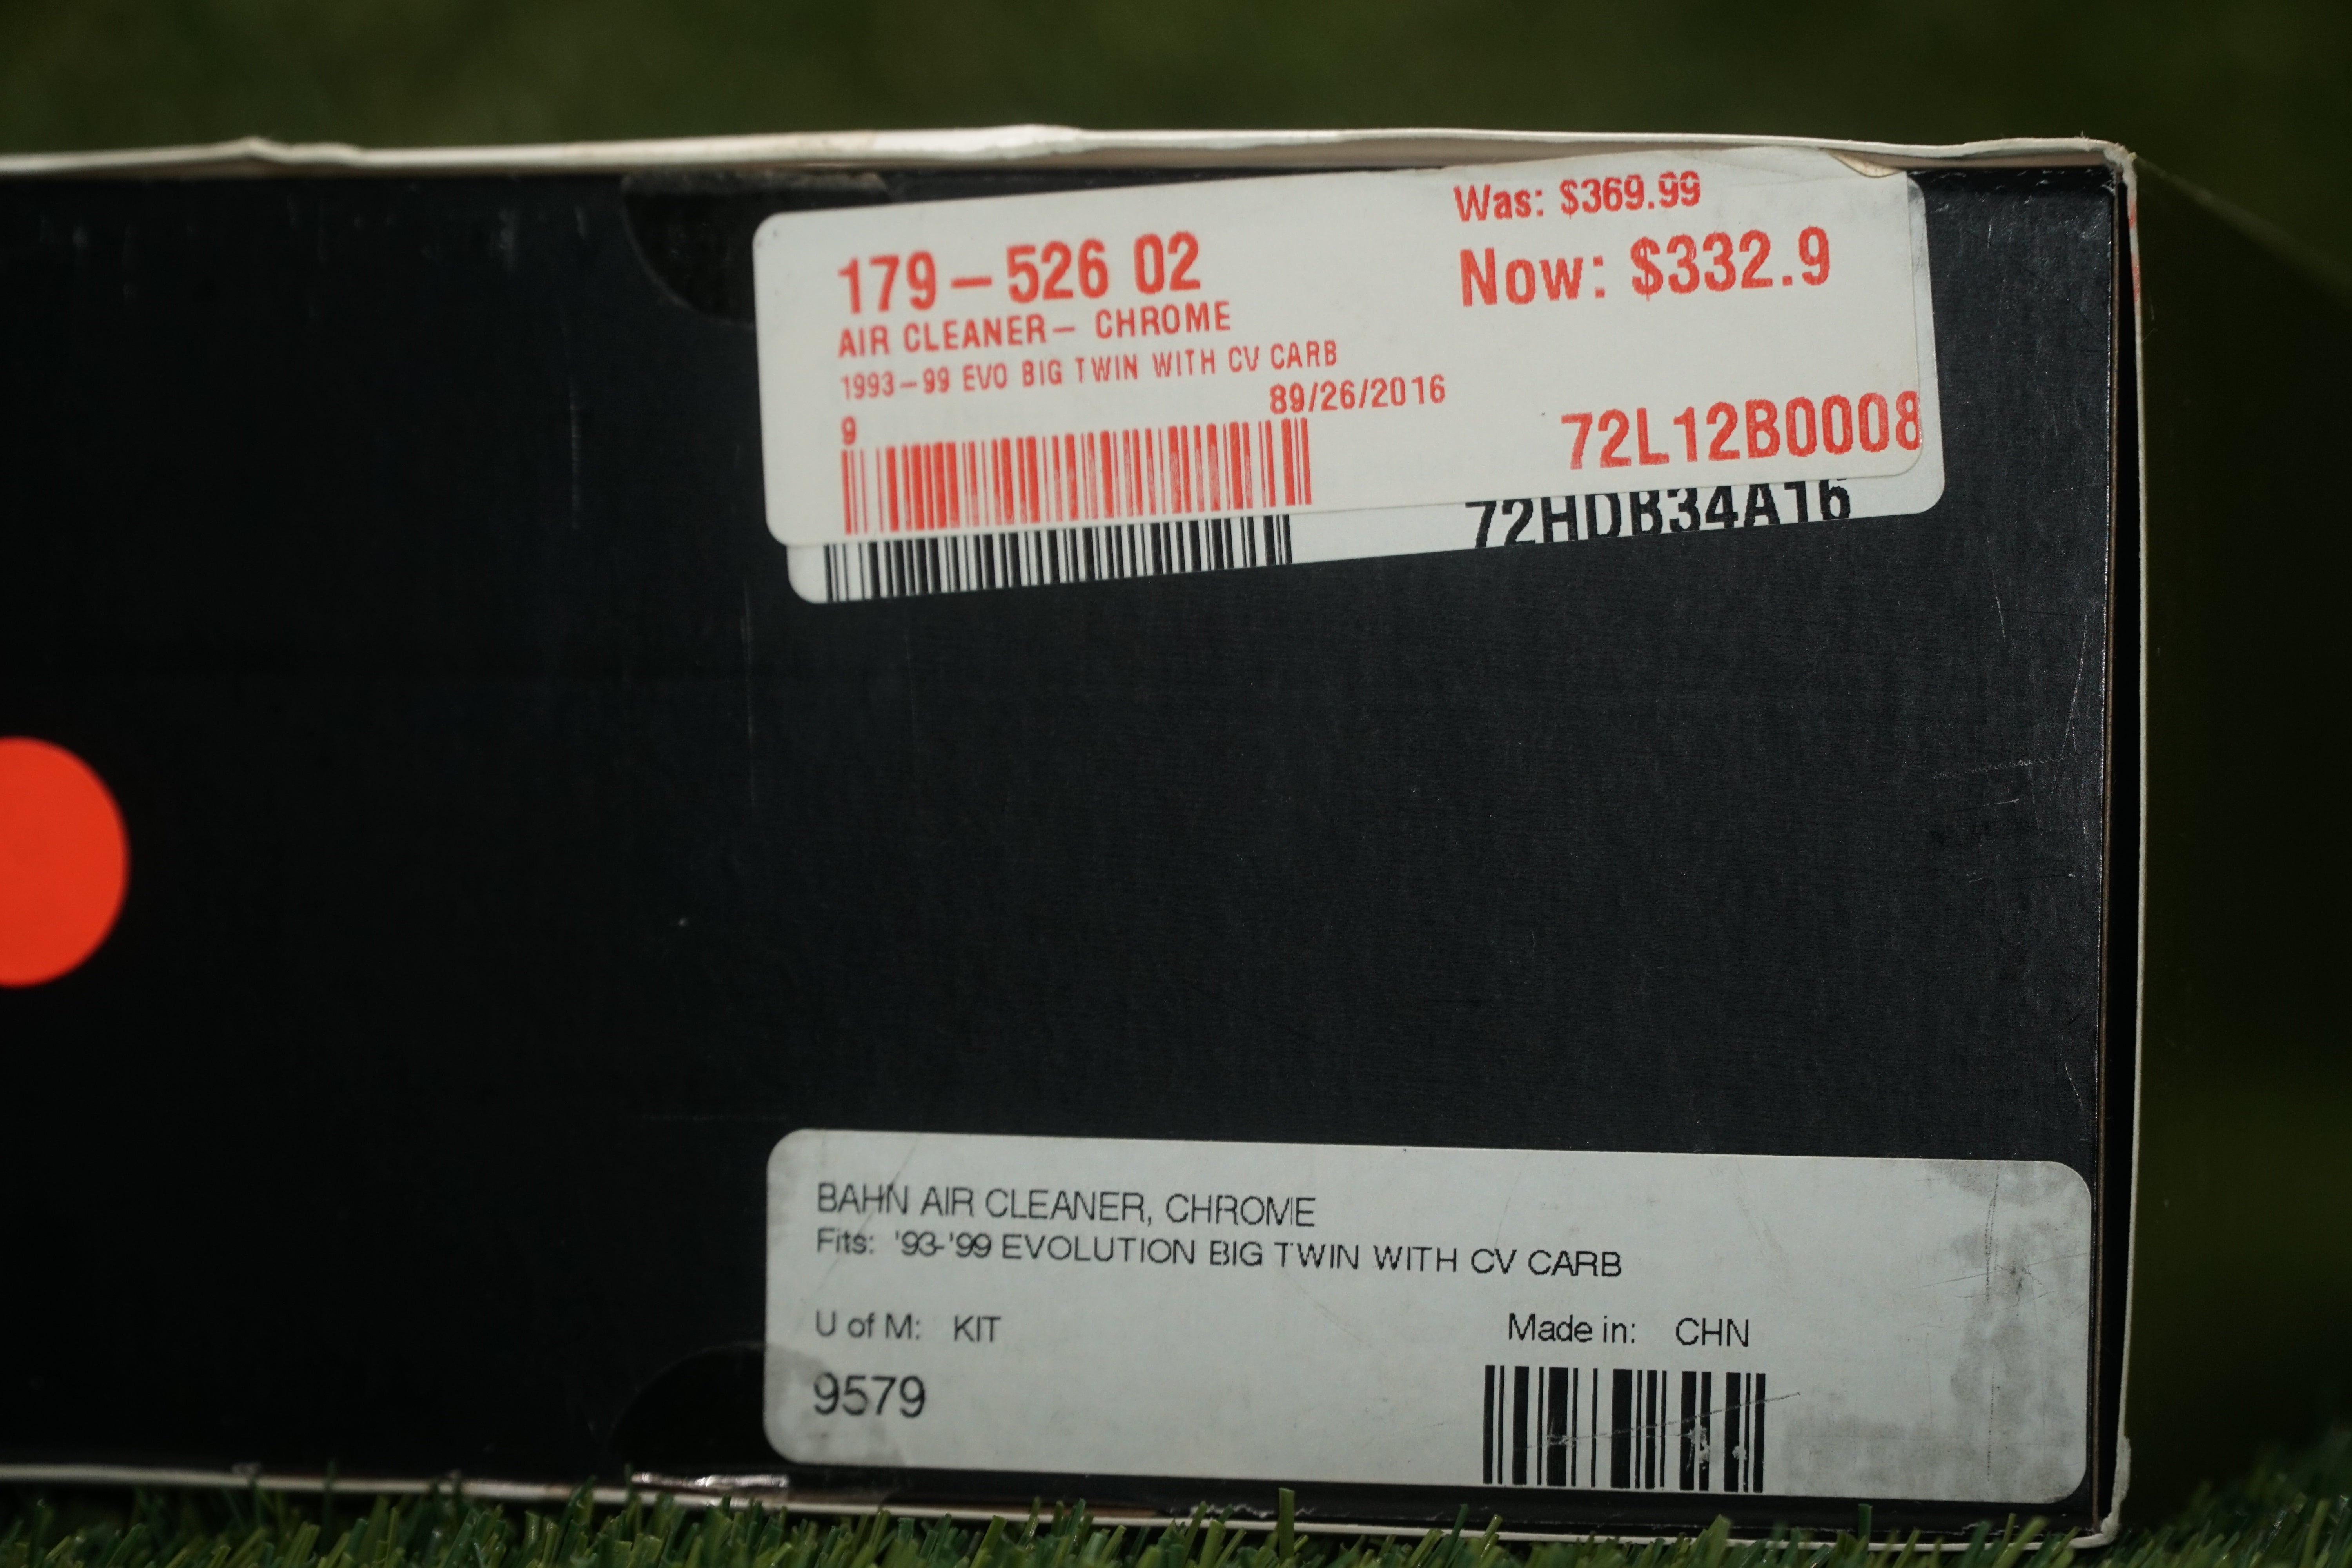 Was: $369.99
179-526 02
Now: $332.9
AIR CLEANER- CHROME
1993-99 EVO BIG TWIN WITH CV CARB
89/26/2016
9
72L12B0008
72HDB34A16
BAHN AIR CLEANER, CHROME
Fits: '93-'99 EVOLUTION BIG TWIN WITH CV CARB
U of M: KIT
Made in: CHN
9579